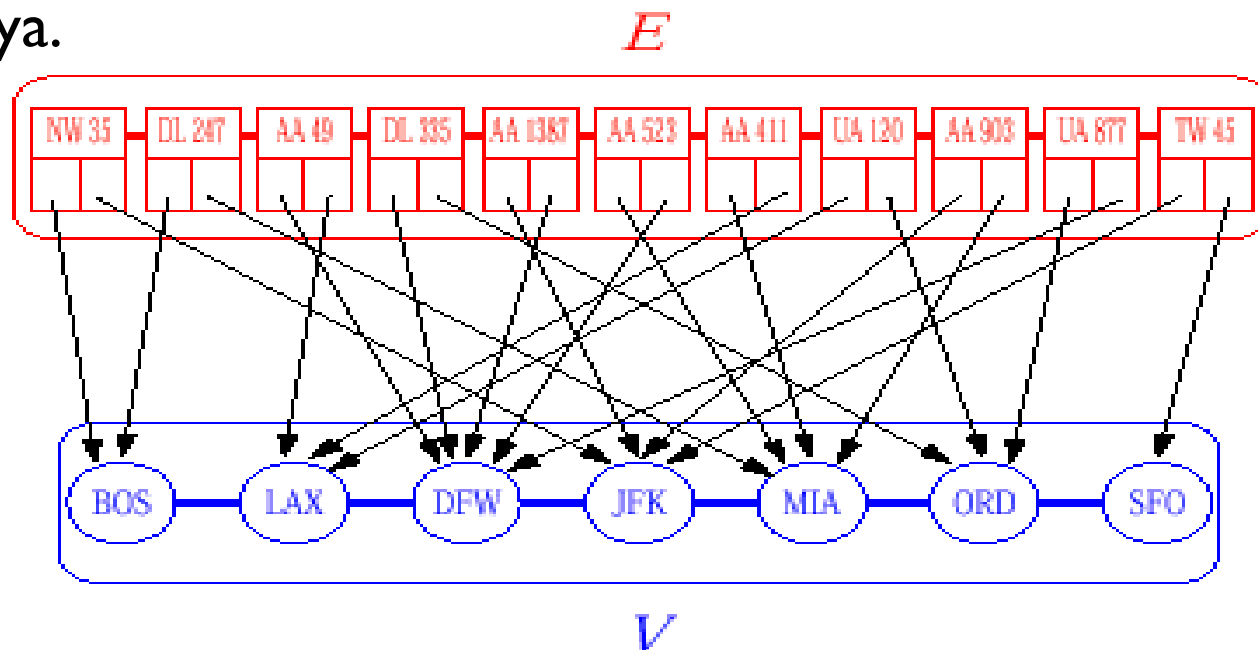 ya.
E
NW 35 DL 247 AA 49 DL 335 AA 1387 AA 523 AA 411 UA 120 AA 903 UA 877 TW 45
BOS LAX DFW JFK MIA ORD SFO
V